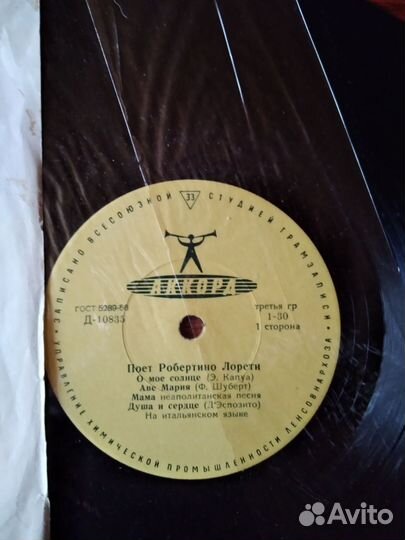 ЗАПИСАНО ВСЕСОЮЗНОЙ 33 СТУДИЕЙ ГРАМЗАПИСИ
АККОРД
ГОСТ 5289-56
Д-10835
третья гр
1-30
1 сторона
Поет Робертино Лорети
О мое солнце (Э. Капуа)
Аве Мария (Ф. Шуберт)
Мама неаполитанская песня
Душа и сердце (Д'Эспозито)
На итальянском языке
УПРАВЛЕНИЕ ХИМИЧЕСКОЙ ПРОМЫШЛЕННОСТИ ЛЕНСОВНАРХОЗА
Avito